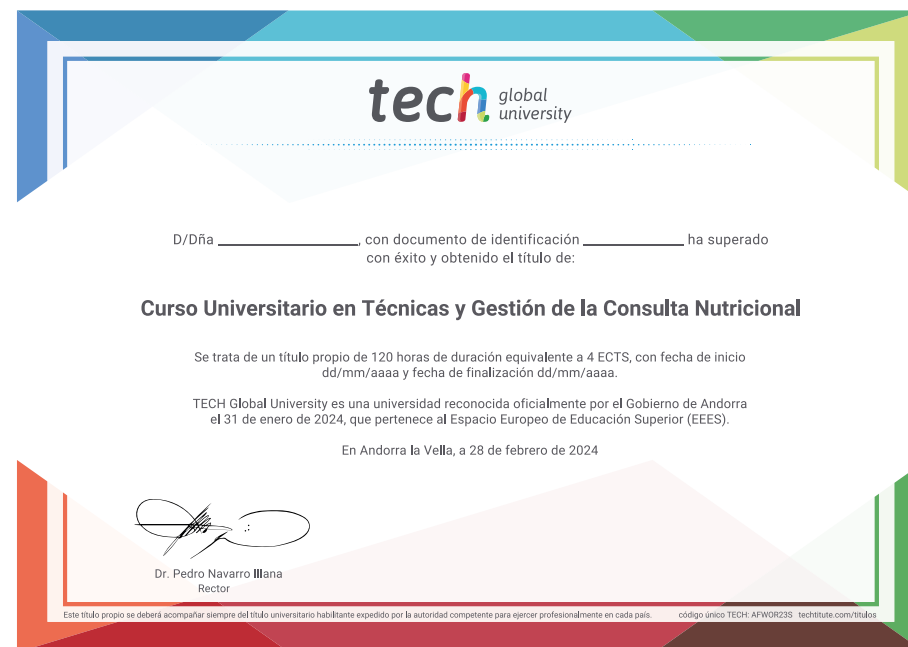 tech global university
D/Dña ______________, con documento de identificación __________ ha superado
con éxito y obtenido el título de:
Curso Universitario en Técnicas y Gestión de la Consulta Nutricional
Se trata de un título propio de 120 horas de duración equivalente a 4 ECTS, con fecha de inicio
dd/mm/aaaa y fecha de finalización dd/mm/aaaa.
TECH Global University es una universidad reconocida oficialmente por el Gobierno de Andorra
el 31 de enero de 2024, que pertenece al Espacio Europeo de Educación Superior (EEES).
En Andorra la Vella, a 28 de febrero de 2024
Dr. Pedro Navarro Illana
Rector
Este título propio se deberá acompañar siempre del título universitario habilitante expedido por la autoridad competente para ejercer profesionalmente en cada país. código único TECH: AFWOR23S techtitute.com/titulos